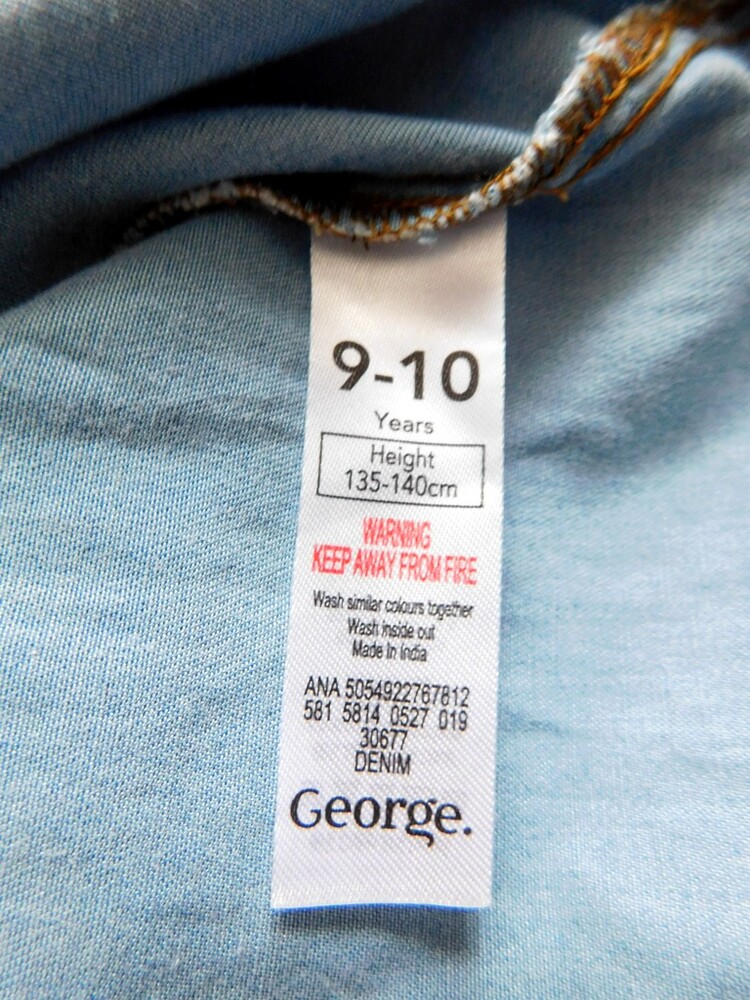 9-10
Years
Height
135-140cm
WARNING
KEEP AWAY FROM FIRE
Wash similar colours together
Wash inside out
Made In India
ANA 5054922767812
581 5814 0527 019
30677
DENIM
George.